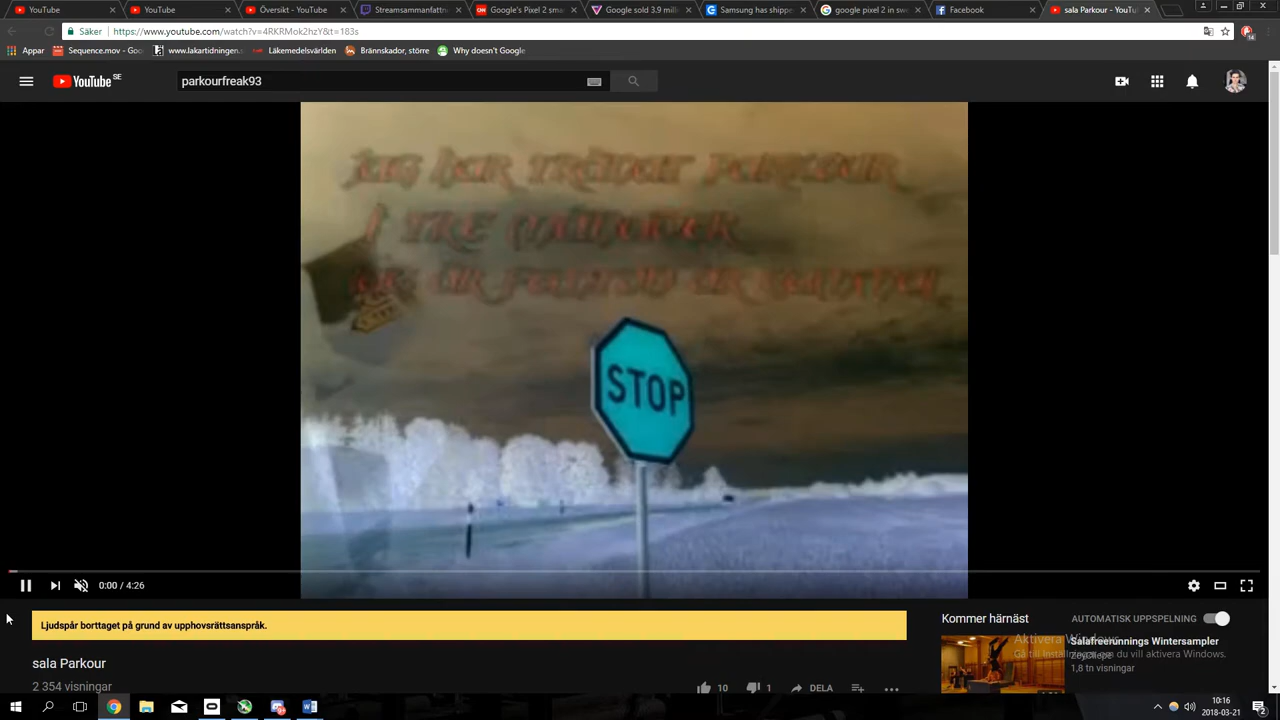 YouTube
YouTube
Översikt - YouTube
Streamsammanfattn
Google's Pixel 2 sma
Google sold 3.9 milli
Samsung has shippe
google pixel 2 in swe
Facebook
sala Parkour - YouTu
Säker
https://www.youtube.com/watch?v=4RKRMok2hzY&t=183s
Appar
Sequence.mov - Goo
www.lakartidningen.
Läkemedelsvärlden
Brännskador, större
Why doesn't Google
YouTube SE
parkourfreak93
STOP
0:00 / 4:26
Ljudspår borttaget på grund av upphovsrättsanspråk.
Kommer härnäst
AUTOMATISK UPPSPELNING
sala Parkour
2 354 visningar
10
1
DELA
Salafreerunnings Wintersampler
1,8 tn visningar
Aktivera Windows
Gå till Inställningar om du vill aktivera Windows.
10:16
2018-03-21